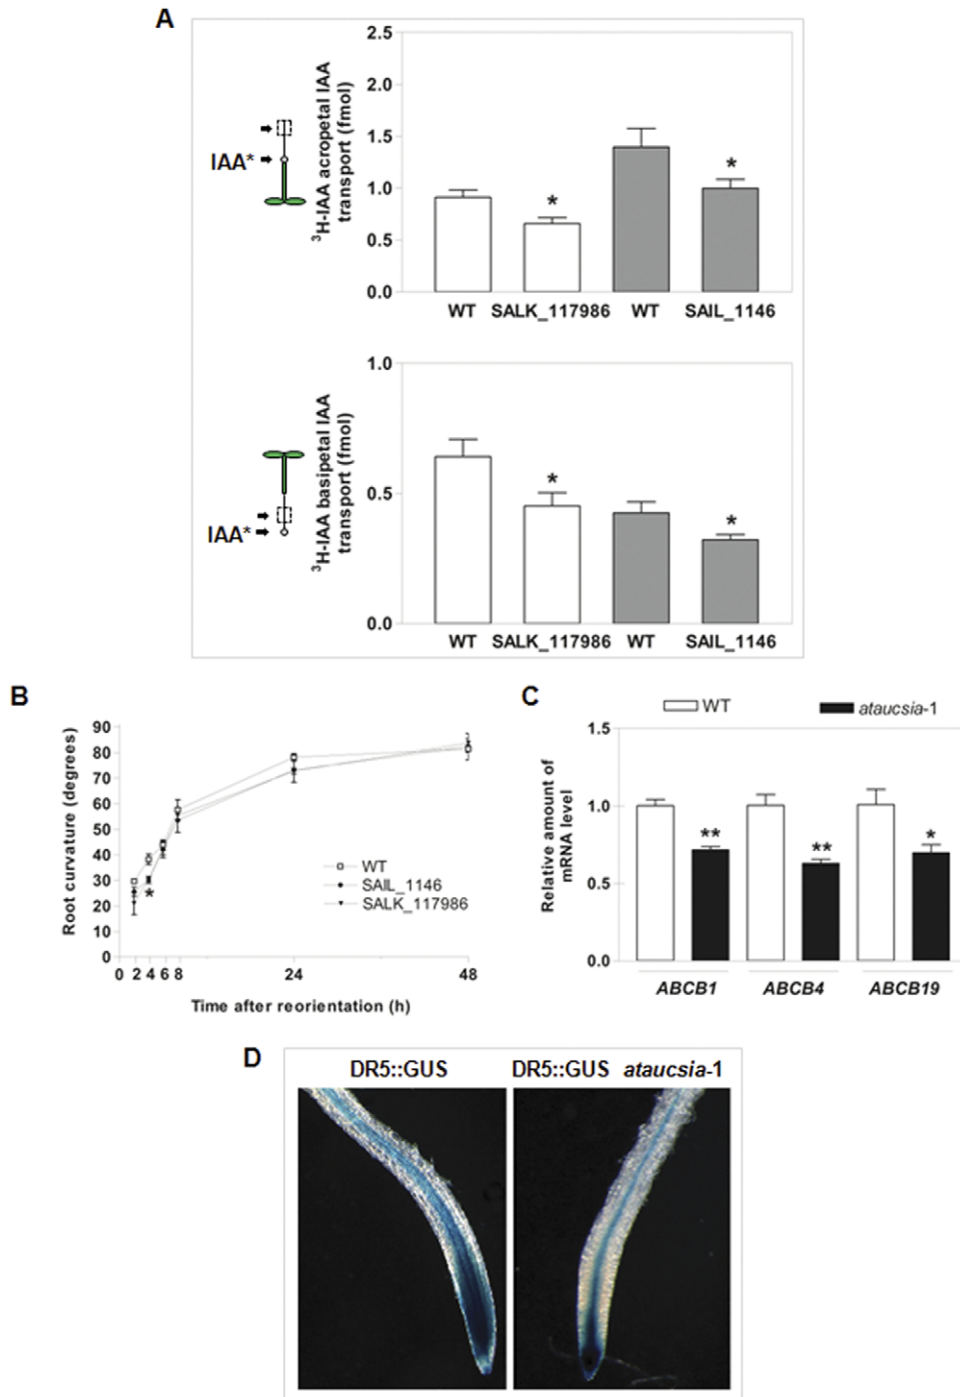 A
2.5
2.0
1.5
1.0
0.5
0.0
³H-IAA acropetal IAA
transport (fmol)
IAA*
*
*
WT SALK_117986 WT SAIL_1146
1.0
0.5
0.0
³H-IAA basipetal IAA
transport (fmol)
IAA*
*
*
WT SALK_117986 WT SAIL_1146
B
90
80
70
60
50
40
30
20
10
0
Root curvature (degrees)
*
WT
SAIL_1146
SALK_117986
0 2 4 6 8 24 48
Time after reorientation (h)
C
WT
ataucsia-1
1.5
1.0
0.5
0.0
Relative amount of
mRNA level
**
**
*
ABCB1 ABCB4 ABCB19
D
DR5::GUS
DR5::GUS ataucsia-1